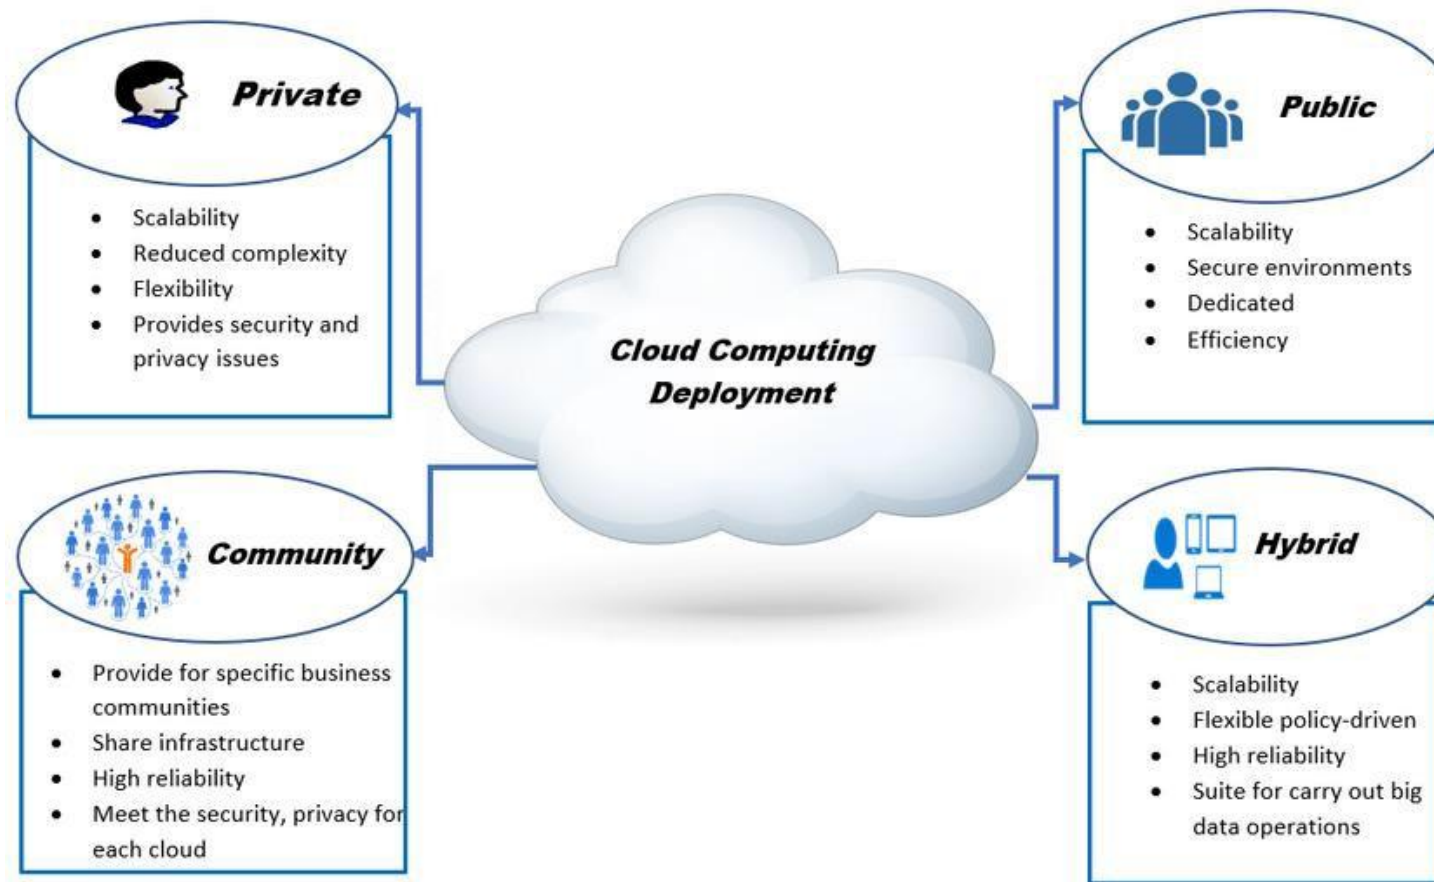 Private
• Scalability
• Reduced complexity
• Flexibility
• Provides security and
privacy issues
Public
• Scalability
• Secure environments
• Dedicated
• Efficiency
Cloud Computing
Deployment
Community
• Provide for specific business
communities
• Share infrastructure
• High reliability
• Meet the security, privacy for
each cloud
Hybrid
• Scalability
• Flexible policy-driven
• High reliability
• Suite for carry out big
data operations